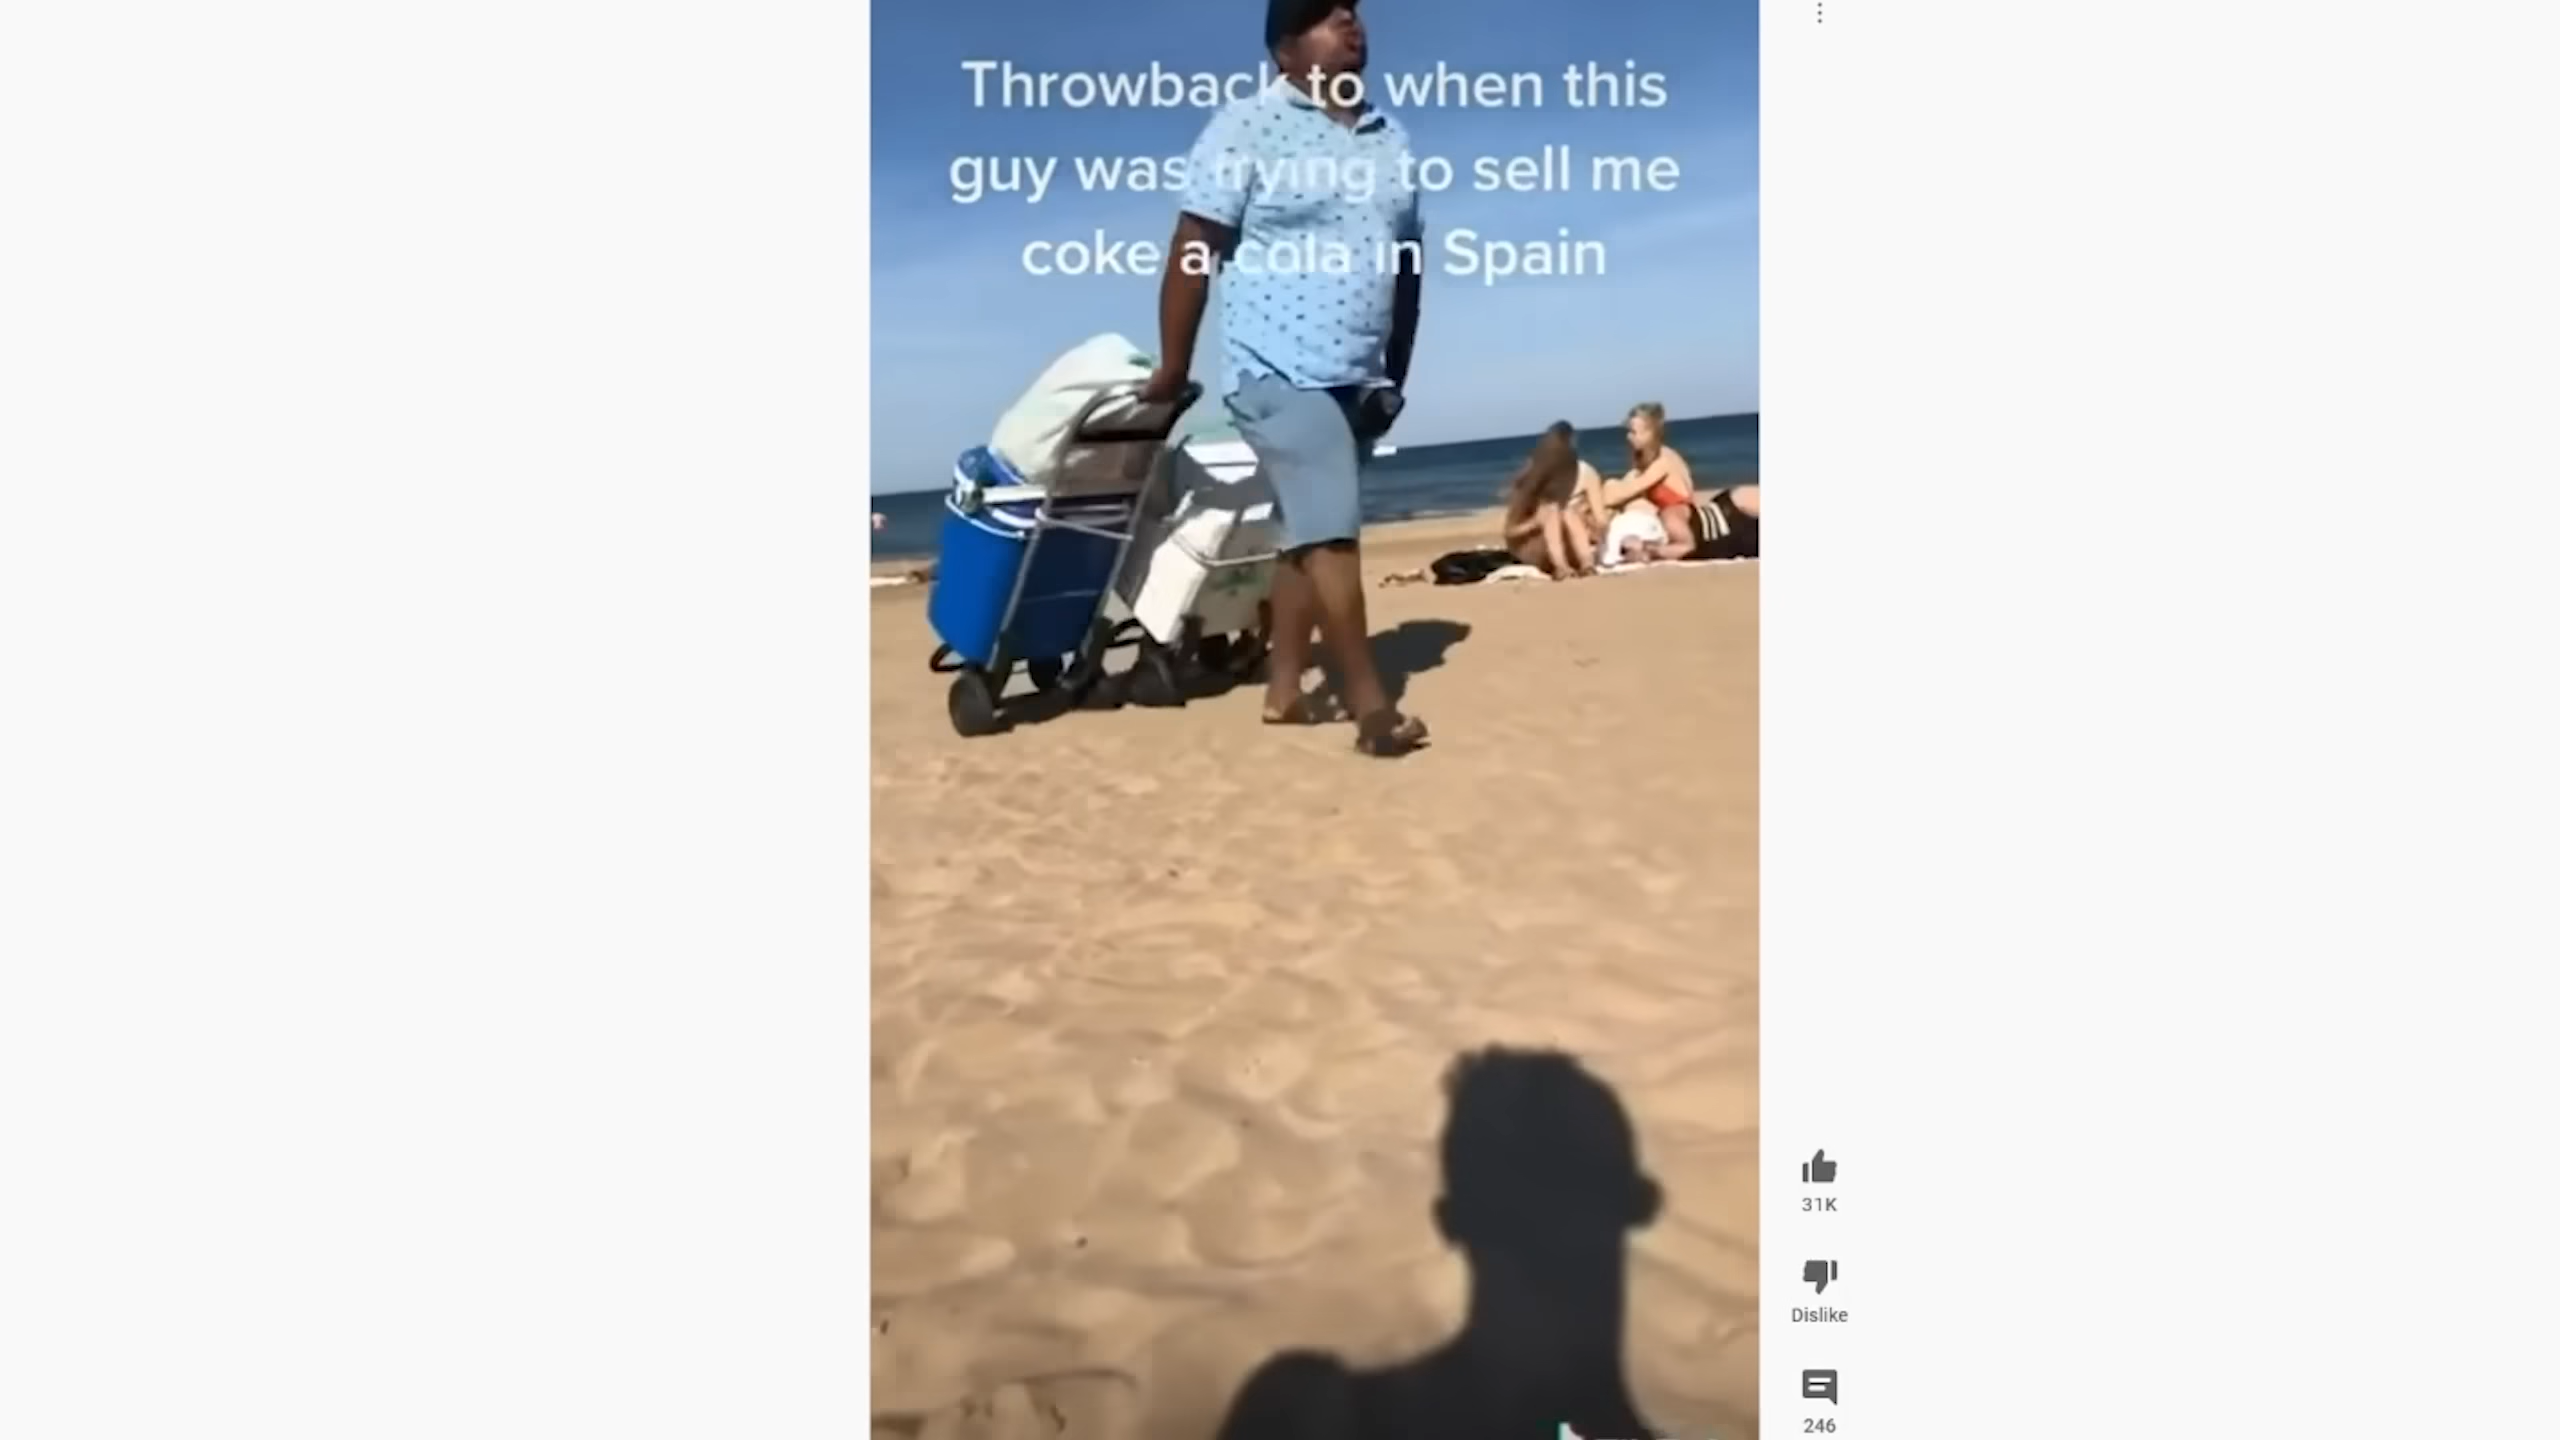 Throwback to when this
guy was trying to sell me
coke a cola in Spain
31K
Dislike
246